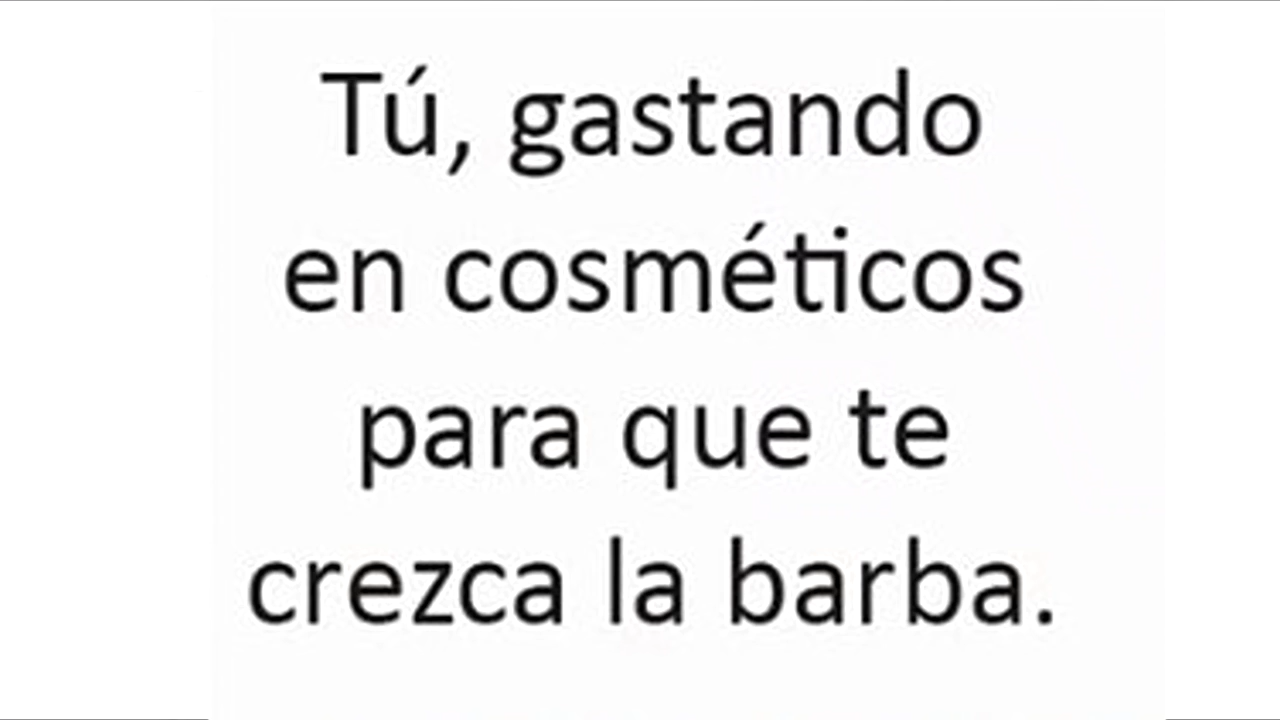 Tú, gastando
en cosméticos
para que te
crezca la barba.